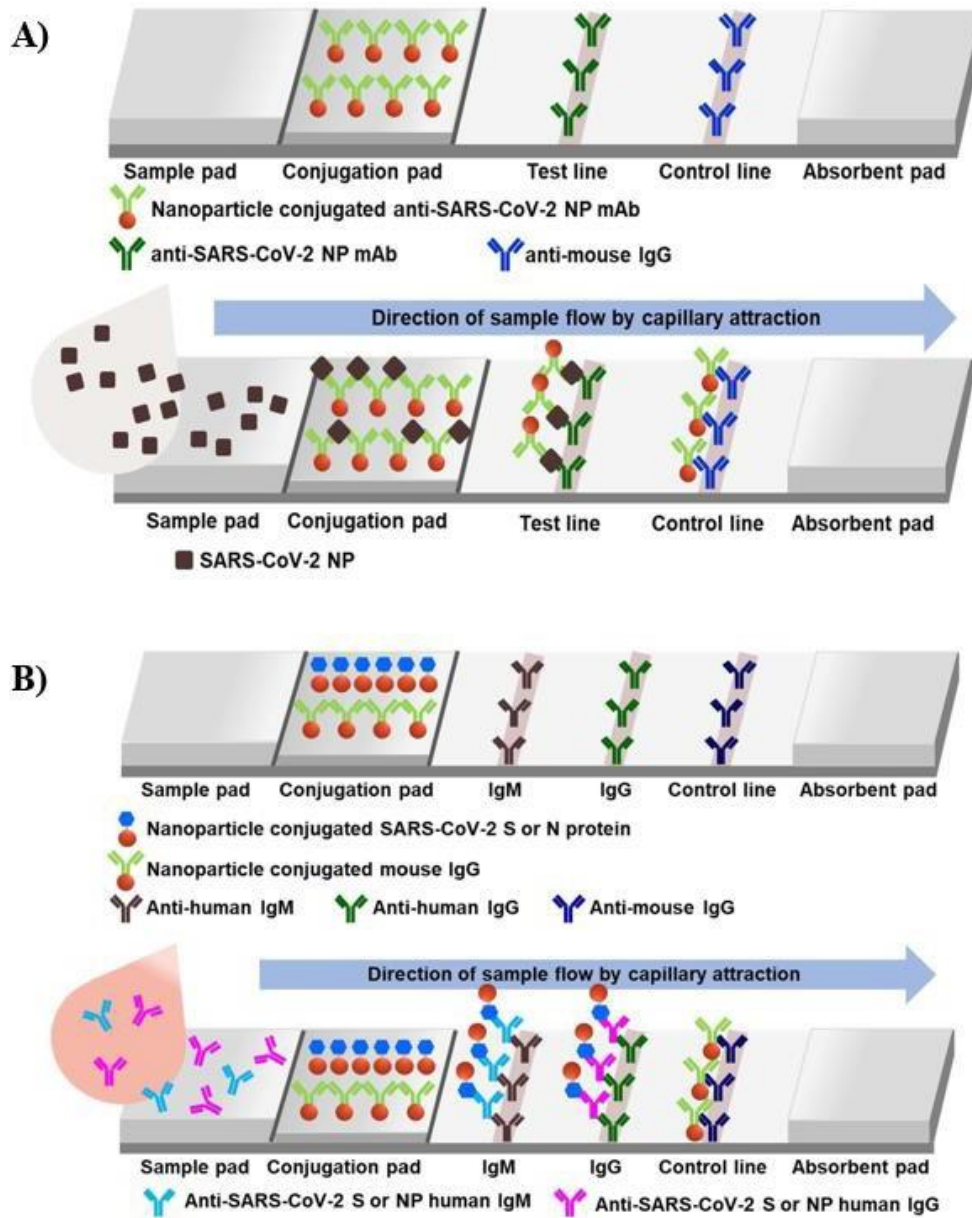 A)
Sample pad Conjugation pad Test line Control line Absorbent pad
Nanoparticle conjugated anti-SARS-CoV-2 NP mAb
anti-SARS-CoV-2 NP mAb anti-mouse IgG
Direction of sample flow by capillary attraction
Sample pad Conjugation pad Test line Control line Absorbent pad
SARS-CoV-2 NP
B)
Sample pad Conjugation pad IgM IgG Control line Absorbent pad
Nanoparticle conjugated SARS-CoV-2 S or N protein
Nanoparticle conjugated mouse IgG
Anti-human IgM Anti-human IgG Anti-mouse IgG
Direction of sample flow by capillary attraction
Sample pad Conjugation pad IgM IgG Control line Absorbent pad
Anti-SARS-CoV-2 S or NP human IgM Anti-SARS-CoV-2 S or NP human IgG